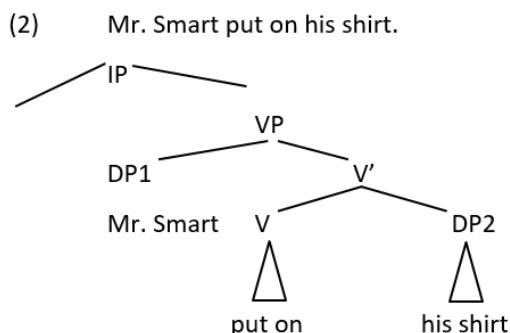 (2) Mr. Smart put on his shirt.
IP
VP
DP1 V’
Mr. Smart V DP2
put on his shirt